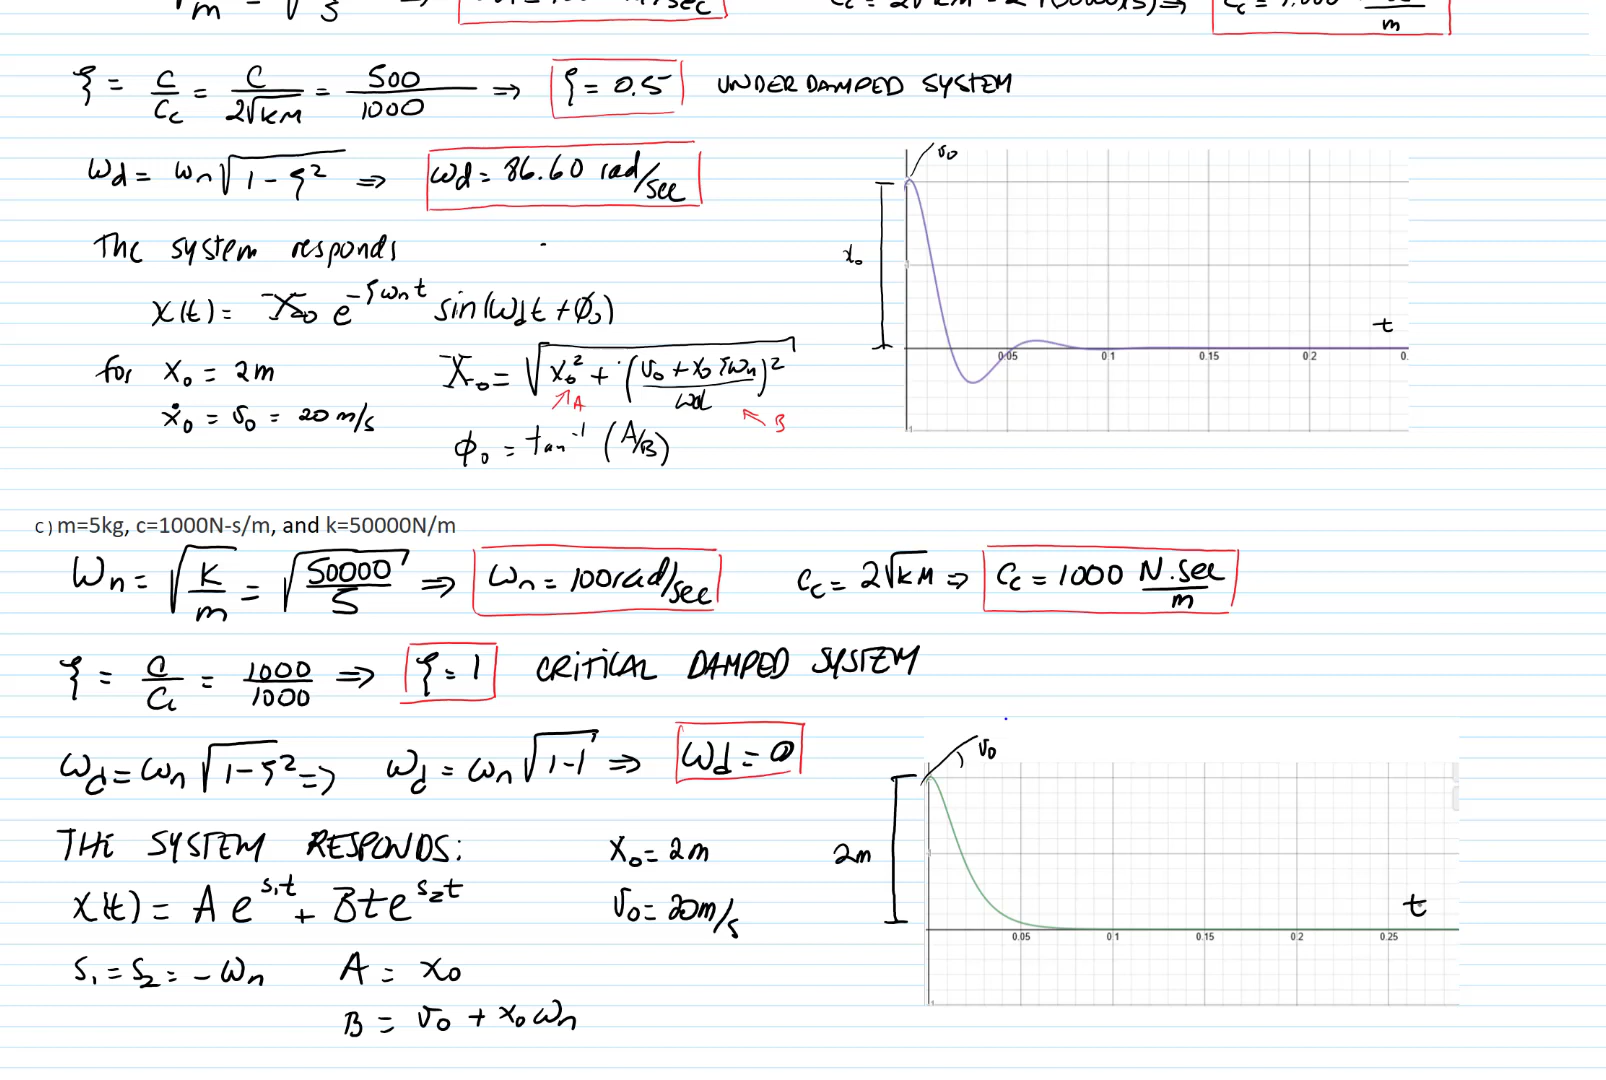 ξ = C/Cc = C/2√KM = 500/1000 ⇒ ξ = 0.5 UNDERDAMPED SYSTEM
ωd = ωn√1-ξ² ⇒ ωd = 86.60 rad/sec
v₀
The system responds
x₀
x(t) = X₀ e^-ξωnt sin(ωdt + Ø₀)
t
0.05 0.1 0.15 0.2 0.
for x₀ = 2m X₀ = √x₀² + (v₀ + x₀ξωn/ωd)²
A B
ẋ₀ = v₀ = 20 m/s
ϕ₀ = tan⁻¹ (A/B)
c) m=5kg, c=1000N-s/m, and k=50000N/m
Wn = √K/m = √50000/5 ⇒ ωn = 100rad/sec Cc = 2√KM ⇒ Cc = 1000 N.sec/m
ξ = C/Cc = 1000/1000 ⇒ ξ = 1 CRITICAL DAMPED SYSTEM
ωd = ωn √1-ξ² => ωd = ωn √1-1 ⇒ ωd = 0
v₀
THE SYSTEM RESPONDS: x₀ = 2m
2m
x(t) = A e^s₁t + Bte^s₂t v₀ = 20m/s
t
0.05 0.1 0.15 0.2 0.25
S₁ = S₂ = -ωn A = x₀
B = v₀ + x₀ωn